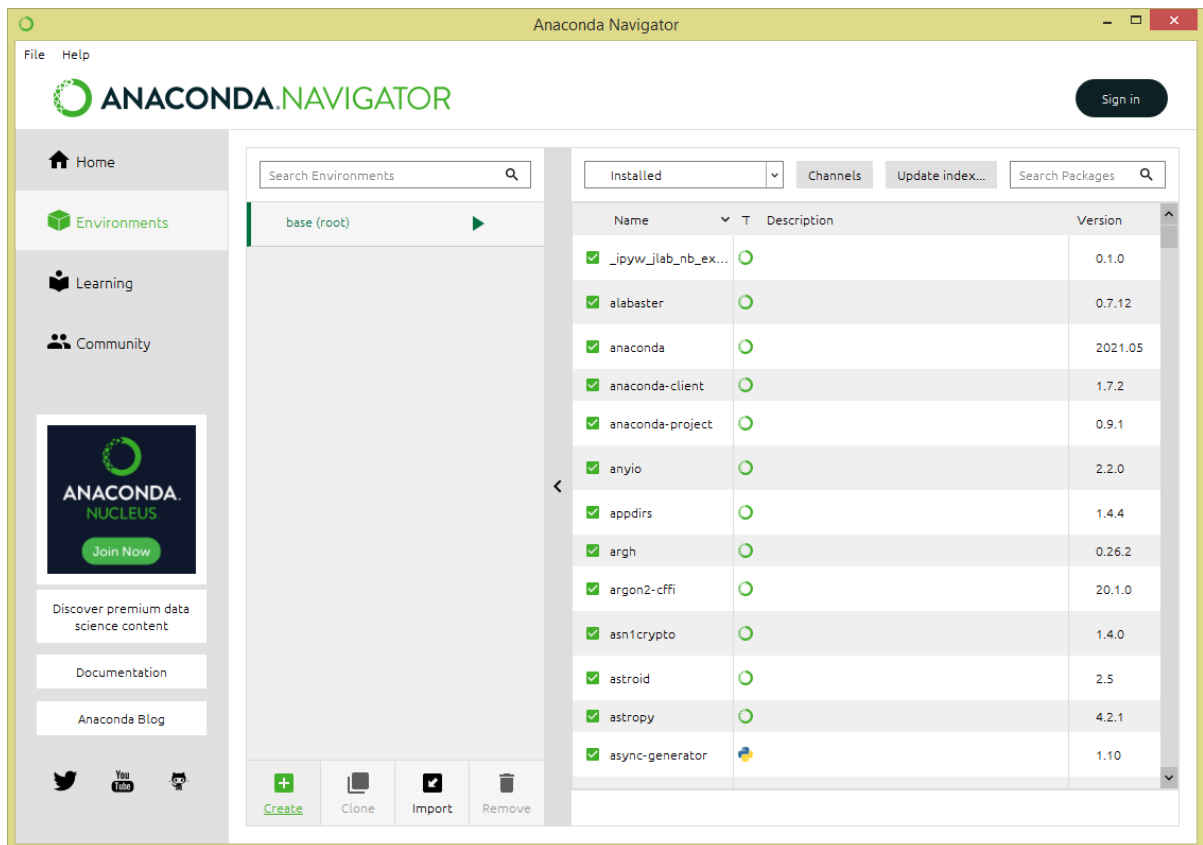 Anaconda Navigator
File Help
ANACONDA.NAVIGATOR
Sign in
Home
Environments
Learning
Community
ANACONDA.
NUCLEUS
Join Now
Discover premium data
science content
Documentation
Anaconda Blog
You
Tube
Search Environments
base (root)
Create Clone Import Remove
Installed Channels Update index... Search Packages
Name T Description Version
_ipyw_jlab_nb_ex... 0.1.0
alabaster 0.7.12
anaconda 2021.05
anaconda-client 1.7.2
anaconda-project 0.9.1
anyio 2.2.0
appdirs 1.4.4
argh 0.26.2
argon2-cffi 20.1.0
asn1crypto 1.4.0
astroid 2.5
astropy 4.2.1
async-generator 1.10